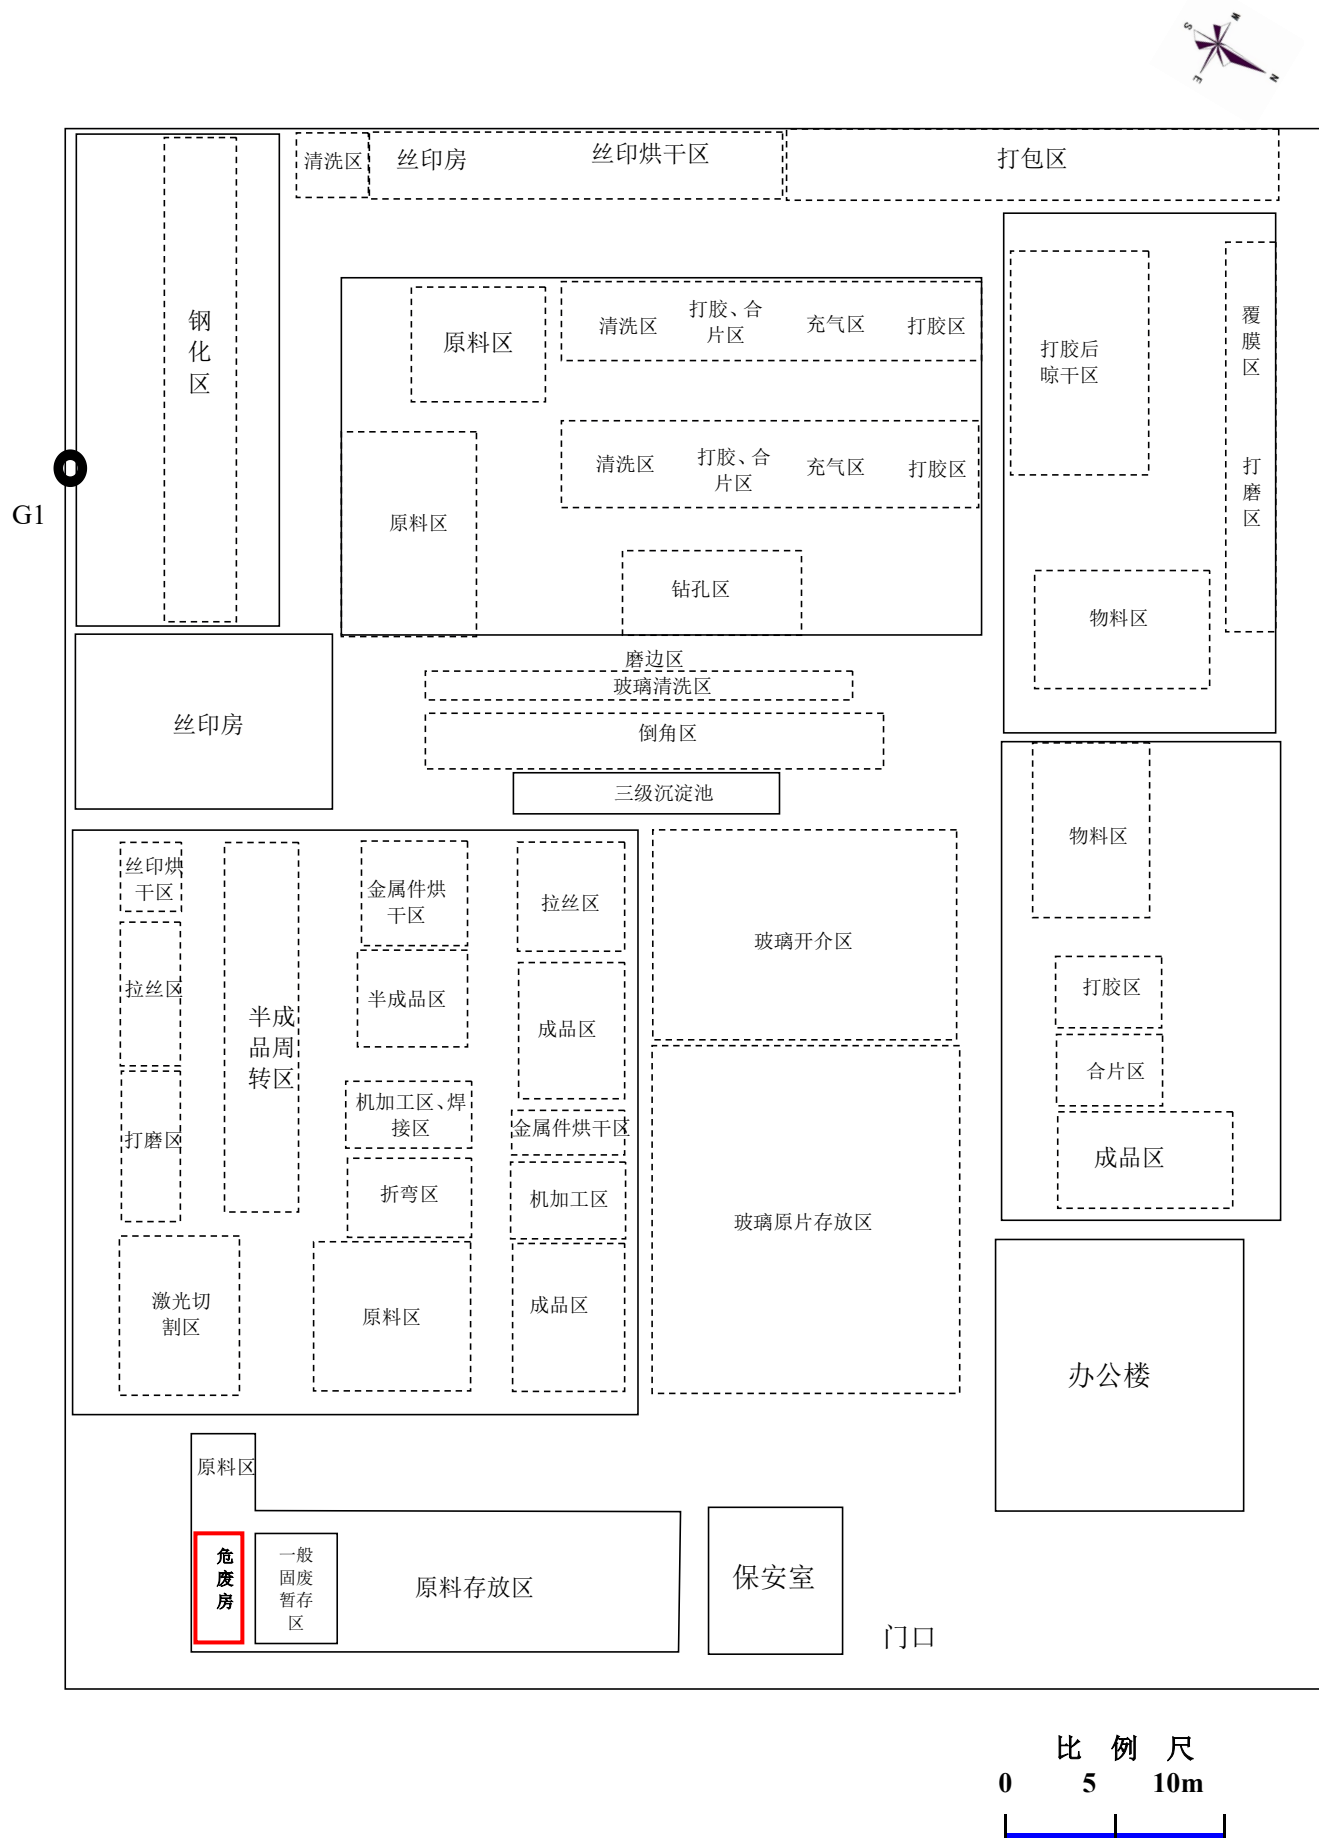 S
W
E
N
清洗区
丝印房
丝印烘干区
打包区
钢
化
区
原料区
清洗区
打胶、合
片区
充气区
打胶区
打胶后
晾干区
覆
膜
区
G1
原料区
清洗区
打胶、合
片区
充气区
打胶区
打
磨
区
钻孔区
物料区
磨边区
玻璃清洗区
丝印房
倒角区
三级沉淀池
物料区
丝印烘
干区
金属件烘
干区
拉丝区
玻璃开介区
拉丝区
半成
品周
转区
半成品区
成品区
打胶区
合片区
打磨区
机加工区、焊
接区
金属件烘干区
成品区
折弯区
机加工区
玻璃原片存放区
激光切
割区
原料区
成品区
办公楼
原料区
危
废
房
一般
固废
暂存
区
原料存放区
保安室
门口
比 例 尺
0 5 10m